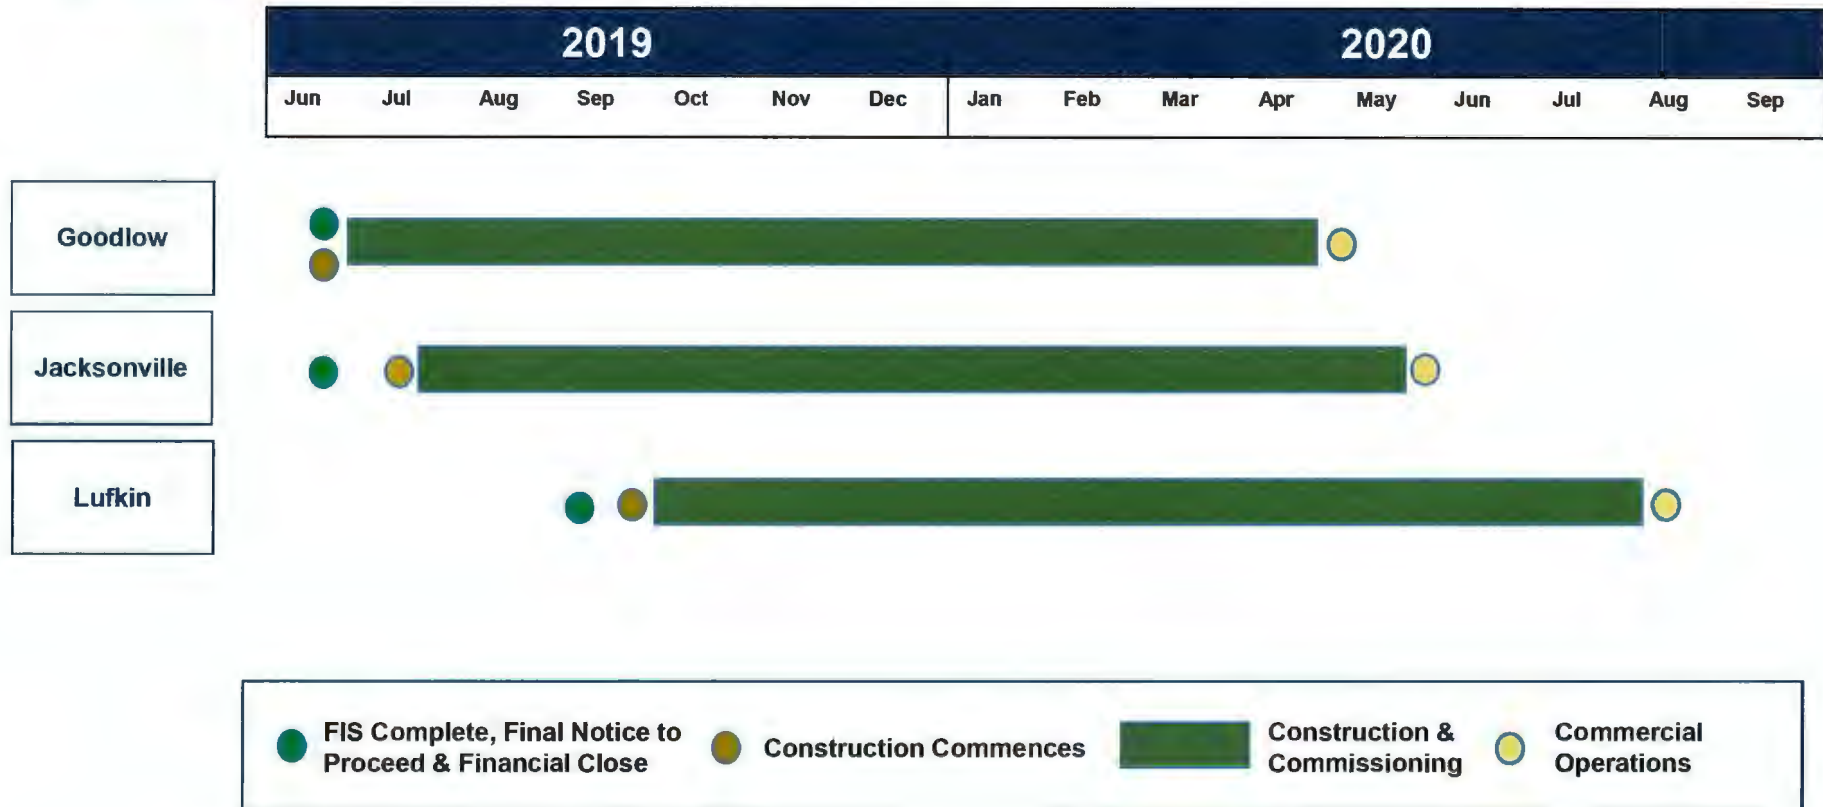 2019 2020
Jun Jul Aug Sep Oct Nov Dec Jan Feb Mar Apr May Jun Jul Aug Sep
Goodlow
Jacksonville
Lufkin
FIS Complete, Final Notice to
Proceed & Financial Close
Construction Commences
Construction &
Commissioning
Commercial
Operations